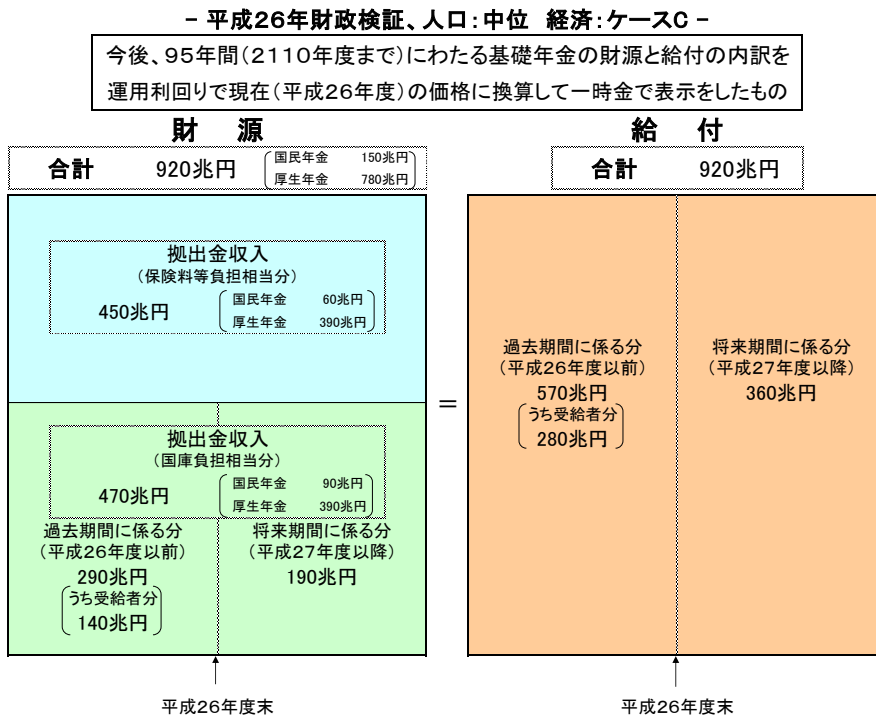 - 平成26年財政検証、人口:中位 経済:ケースC -
今後、95年間(2110年度まで)にわたる基礎年金の財源と給付の内訳を
運用利回りで現在(平成26年度)の価格に換算して一時金で表示をしたもの
財 源
合計 920兆円
国民年金 150兆円
厚生年金 780兆円
拠出金収入
(保険料等負担相当分)
450兆円
国民年金 60兆円
厚生年金 390兆円
拠出金収入
(国庫負担相当分)
470兆円
国民年金 90兆円
厚生年金 390兆円
過去期間に係る分
(平成26年度以前)
290兆円
うち受給者分
140兆円
将来期間に係る分
(平成27年度以降)
190兆円
平成26年度末
=
給 付
合計 920兆円
過去期間に係る分
(平成26年度以前)
570兆円
うち受給者分
280兆円
将来期間に係る分
(平成27年度以降)
360兆円
平成26年度末